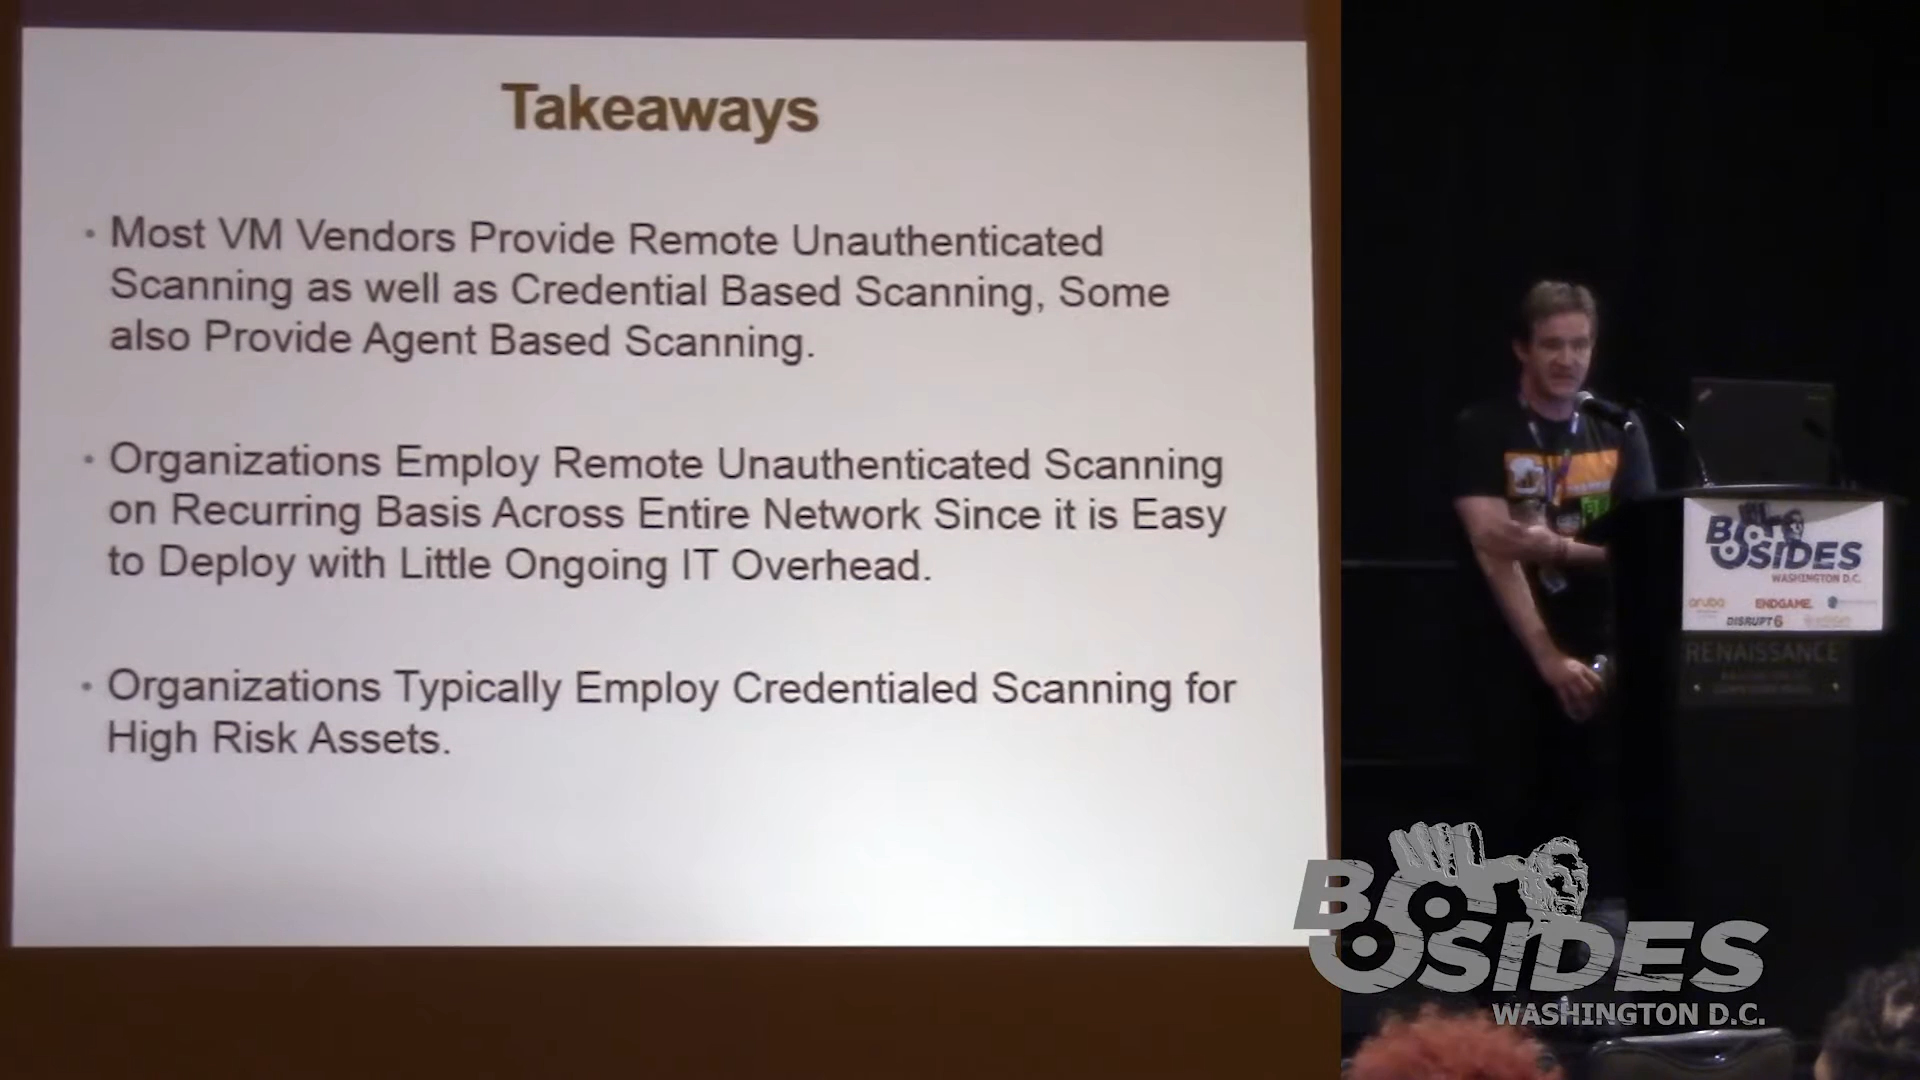 Takeaways
• Most VM Vendors Provide Remote Unauthenticated
Scanning as well as Credential Based Scanning, Some
also Provide Agent Based Scanning.
• Organizations Employ Remote Unauthenticated Scanning
on Recurring Basis Across Entire Network Since it is Easy
to Deploy with Little Ongoing IT Overhead.
• Organizations Typically Employ Credentialed Scanning for
High Risk Assets.
BSIDES
WASHINGTON D.C.
aruba
ENDGAME.
DISRUPT6
RENAISSANCE
BSIDES
WASHINGTON D.C.